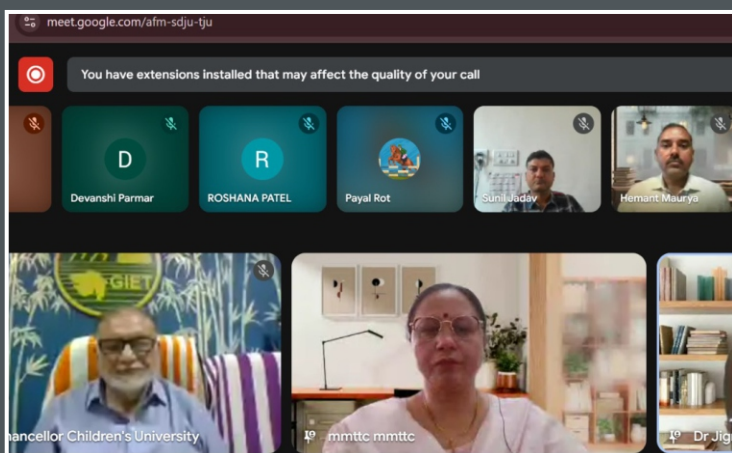 meet.google.com/afm-sdju-tju
You have extensions installed that may affect the quality of your call
D
R
Devanshi Parmar
ROSHANA PATEL
Payal Rot
Sunil Jadav
Hemant Maurya
GIET
hancellor Children's University
mmttc mmttc
Dr Jig